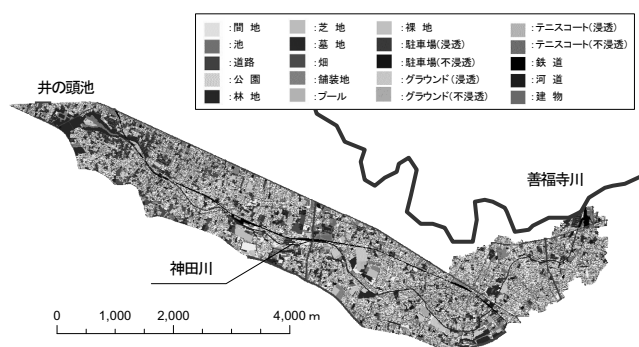 ：間 地 ：芝 地 ：裸 地 ：テニスコート(浸透)
：池 ：墓 地 ：駐車場(浸透) ：テニスコート(不浸透)
：道路 ：畑 ：駐車場(不浸透) ：鉄 道
：公 園 ：舗装地 ：グラウンド(浸透) ：河 道
：林 地 ：プール ：グラウンド(不浸透) ：建 物
井の頭池
善福寺川
神田川
0 1,000 2,000 4,000 m